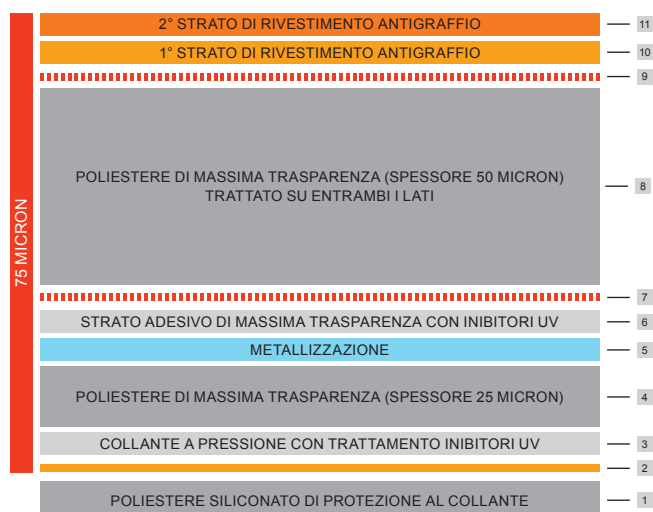 2° STRATO DI RIVESTIMENTO ANTIGRAFFIO
11
1° STRATO DI RIVESTIMENTO ANTIGRAFFIO
10
9
POLIESTERE DI MASSIMA TRASPARENZA (SPESSORE 50 MICRON)
TRATTATO SU ENTRAMBI I LATI
8
75 MICRON
7
STRATO ADESIVO DI MASSIMA TRASPARENZA CON INIBITORI UV
6
METALLIZZAZIONE
5
POLIESTERE DI MASSIMA TRASPARENZA (SPESSORE 25 MICRON)
4
COLLANTE A PRESSIONE CON TRATTAMENTO INIBITORI UV
3
2
POLIESTERE SILICONATO DI PROTEZIONE AL COLLANTE
1